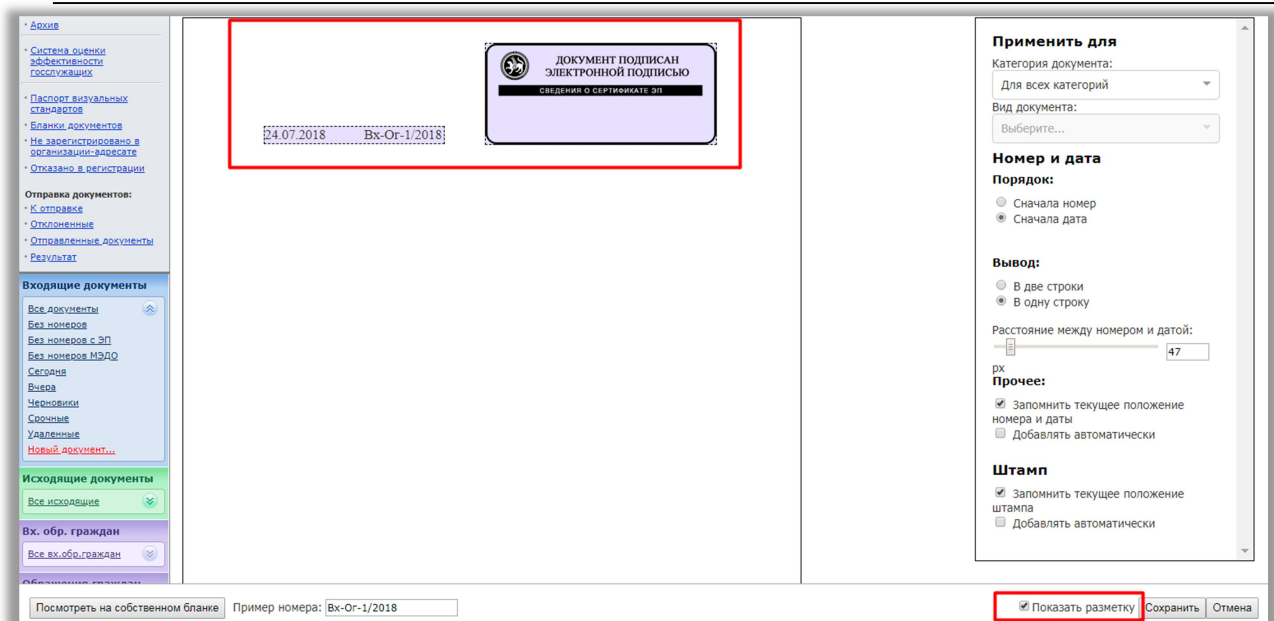 Архив
Система оценки
эффективности
госслужащих
Паспорт визуальных
стандартов
Бланки документов
Не зарегистрировано в
организации-адресате
Отказано в регистрации
Отправка документов:
К отправке
Отклоненные
Отправленные документы
Результат
Входящие документы
Все документы
Без номеров
Без номеров с ЭП
Без номеров МЭДО
Сегодня
Вчера
Черновики
Срочные
Удаленные
Новый документ...
Исходящие документы
Все исходящие
Вх. обр. граждан
Все вх.обр.граждан
Обращения граждан
ДОКУМЕНТ ПОДПИСАН
ЭЛЕКТРОННОЙ ПОДПИСЬЮ
СВЕДЕНИЯ О СЕРТИФИКАТЕ ЭП
24.07.2018 Вх-Ог-1/2018
Применить для
Категория документа:
Для всех категорий
Вид документа:
Выберите...
Номер и дата
Порядок:
Сначала номер
Сначала дата
Вывод:
В две строки
В одну строку
Расстояние между номером и датой:
47
px
Прочее:
Запомнить текущее положение
номера и даты
Добавлять автоматически
Штамп
Запомнить текущее положение
штампа
Добавлять автоматически
Посмотреть на собственном бланке Пример номера: Вх-Ог-1/2018 Показать разметку Сохранить Отмена